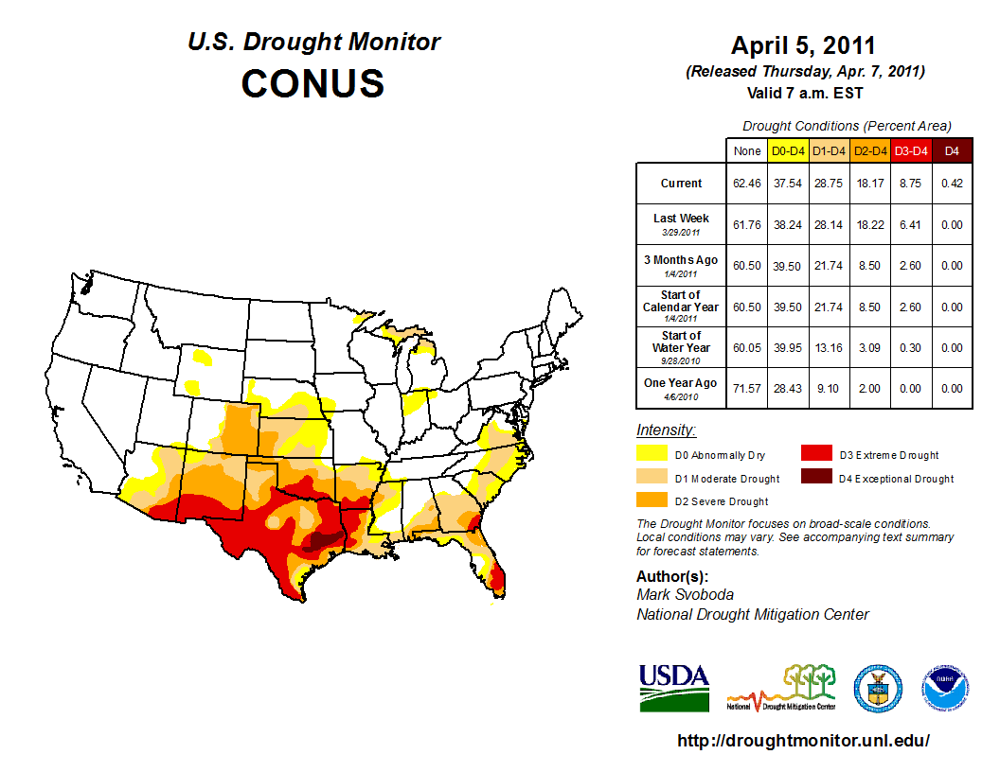 U.S. Drought Monitor
CONUS
April 5, 2011
(Released Thursday, Apr. 7, 2011)
Valid 7 a.m. EST
Drought Conditions (Percent Area)
None D0-D4 D1-D4 D2-D4 D3-D4 D4
Current 62.46 37.54 28.75 18.17 8.75 0.42
Last Week
3/29/2011
61.76 38.24 28.14 18.22 6.41 0.00
3 Months Ago
1/4/2011
60.50 39.50 21.74 8.50 2.60 0.00
Start of
Calendar Year
1/4/2011
60.50 39.50 21.74 8.50 2.60 0.00
Start of
Water Year
9/28/2010
60.05 39.95 13.16 3.09 0.30 0.00
One Year Ago
4/6/2010
71.57 28.43 9.10 2.00 0.00 0.00
Intensity:
D0 Abnormally Dry
D1 Moderate Drought
D2 Severe Drought
D3 Extreme Drought
D4 Exceptional Drought
The Drought Monitor focuses on broad-scale conditions.
Local conditions may vary. See accompanying text summary
for forecast statements.
Author(s):
Mark Svoboda
National Drought Mitigation Center
USDA
National Drought Mitigation Center
NOAA
http://droughtmonitor.unl.edu/